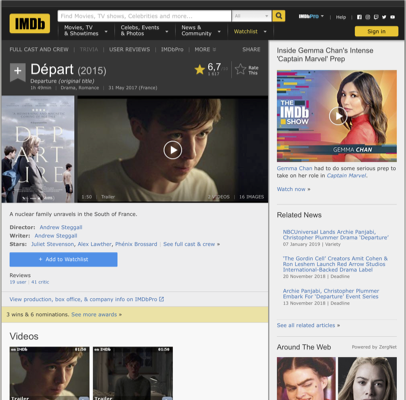 IMDb
Find Movies, TV shows, Celebrities and more...
All
IMDbPro
Help
Movies, TV
& Showtimes
Celebs, Events
& Photos
News &
Community
Watchlist
Sign in
FULL CAST AND CREW
TRIVIA
USER REVIEWS
IMDbPro
MORE
SHARE
+
Départ (2015)
Departure (original title)
1h 49min
Drama, Romance
31 May 2017 (France)
6,7
Rate
This
DEPARTURE
1:50
Trailer
VIDEOS
16 IMAGES
A nuclear family unravels in the South of France.
Director: Andrew Steggall
Writer: Andrew Steggall
Stars: Juliet Stevenson, Alex Lawther, Phénix Brossard
See full cast & crew »
+ Add to Watchlist
Reviews
19 user
41 critic
View production, box office, & company info on IMDbPro
3 wins & 6 nominations. See more awards »
Videos
Trailer
Trailer
Inside Gemma Chan's Intense
'Captain Marvel' Prep
THE
IMDb
SHOW
GEMMA CHAN
Gemma Chan had to do some serious prep to
take on her role in Captain Marvel.
Watch now »
Related News
NBCUniversal Lands Archie Panjabi,
Christopher Plummer Drama 'Departure'
07 January 2019 | Variety
'The Gordin Cell' Creators Amit Cohen &
Ron Leshem Launch Red Arrow Studios
International-Backed Drama Label
20 November 2018 | Deadline
Archie Panjabi, Christopher Plummer
Embark For 'Departure' Event Series
13 November 2018 | Deadline
See all related articles »
Around The Web
Powered by ZergNet